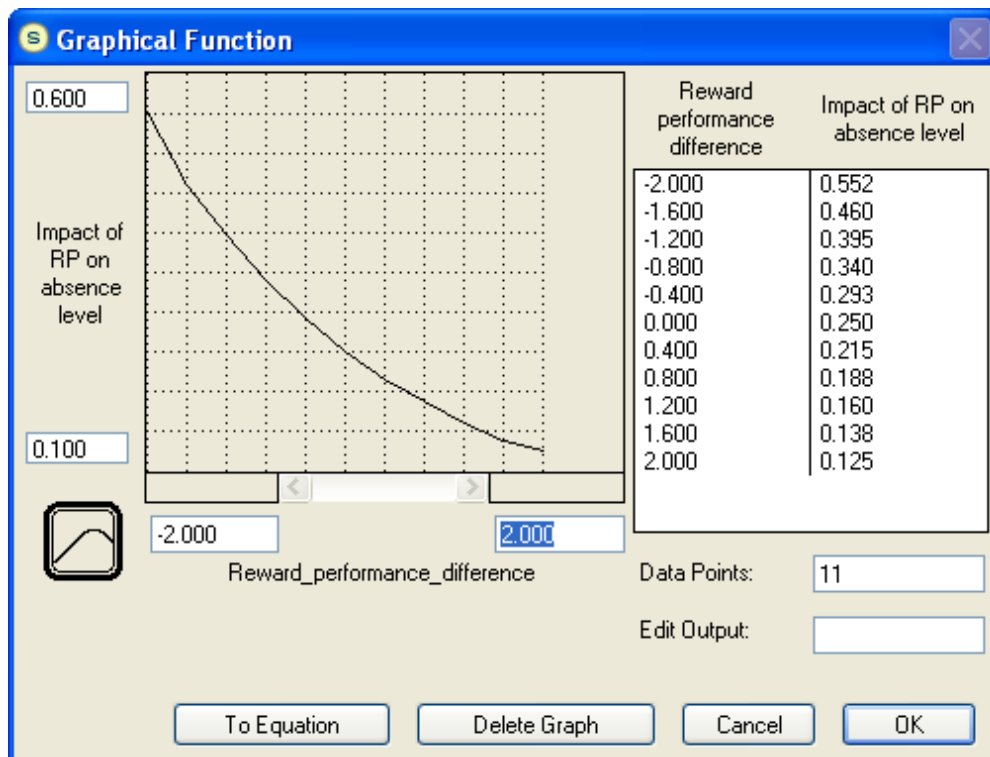 S Graphical Function
0.600
Impact of
RP on
absence
level
0.100
-2.000
2.000
Reward_performance_difference
Reward
performance
difference
Impact of RP on
absence level
-2.000 0.552
-1.600 0.460
-1.200 0.395
-0.800 0.340
-0.400 0.293
0.000 0.250
0.400 0.215
0.800 0.188
1.200 0.160
1.600 0.138
2.000 0.125
Data Points: 11
Edit Output:
To Equation
Delete Graph
Cancel
OK